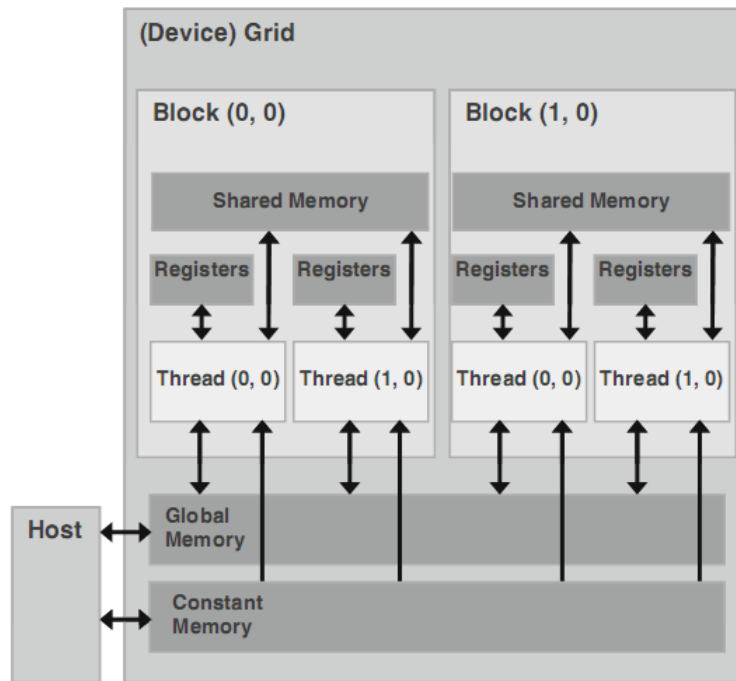 (Device) Grid
Block (0, 0)
Block (1, 0)
Shared Memory
Shared Memory
Registers
Registers
Registers
Registers
Thread (0, 0)
Thread (1, 0)
Thread (0, 0)
Thread (1, 0)
Host
Global
Memory
Constant
Memory